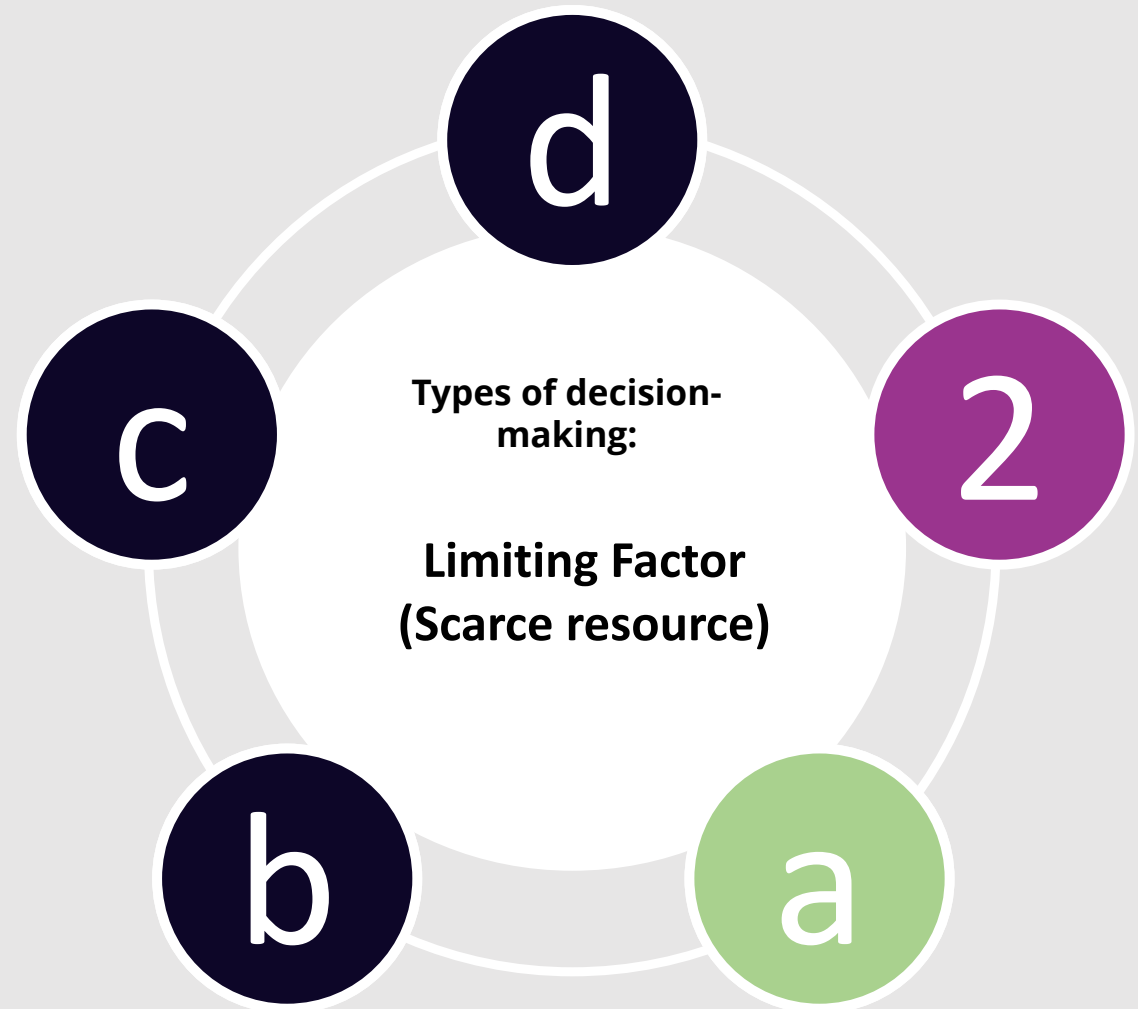 d
c
2
Types of decision-
making:
Limiting Factor
(Scarce resource)
b
a